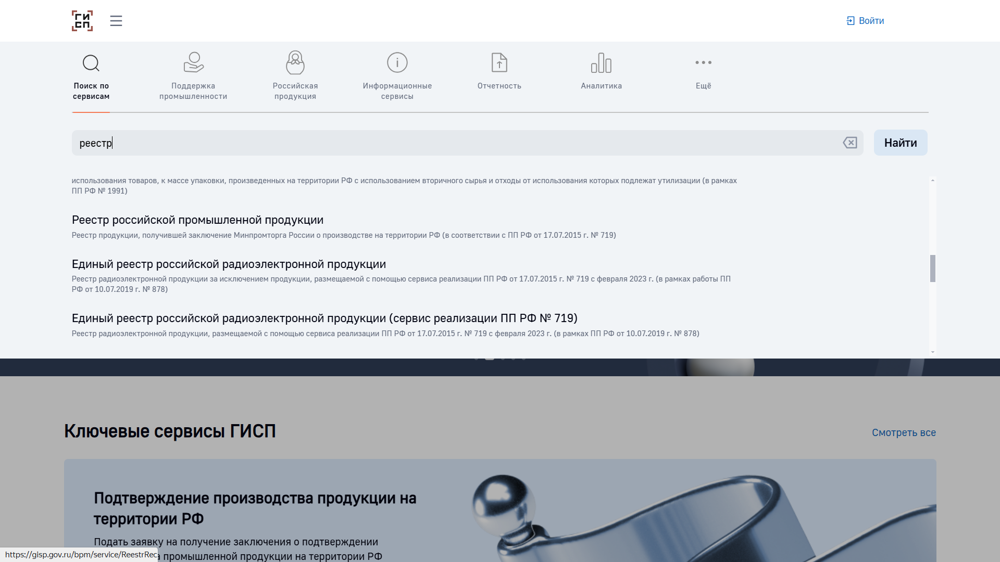 ГИ
СП
Войти
Поиск по
сервисам
Поддержка
промышленности
Российская
продукция
Информационные
сервисы
Отчетность
Аналитика
Ещё
реестр
Найти
использования товаров, к массе упаковки, произведенных на территории РФ с использованием вторичного сырья и отходы от использования которых подлежат утилизации (в рамках
ПП РФ № 1991)
Реестр российской промышленной продукции
Реестр продукции, получившей заключение Минпромторга России о производстве на территории РФ (в соответствии с ПП РФ от 17.07.2015 г. № 719)
Единый реестр российской радиоэлектронной продукции
Реестр радиоэлектронной продукции за исключением продукции, размещаемой с помощью сервиса реализации ПП РФ от 17.07.2015 г. № 719 с февраля 2023 г. (в рамках работы ПП
РФ от 10.07.2019 г. № 878)
Единый реестр российской радиоэлектронной продукции (сервис реализации ПП РФ № 719)
Реестр радиоэлектронной продукции, размещаемой с помощью сервиса реализации ПП РФ от 17.07.2015 г. № 719 с февраля 2023 г. (в рамках ПП РФ от 10.07.2019 г. № 878)
Ключевые сервисы ГИСП
Смотреть все
Подтверждение производства продукции на
территории РФ
Подать заявку на получение заключения о подтверждении
промышленной продукции на территории РФ
https://gisp.gov.ru/bpm/service/ReestrRec